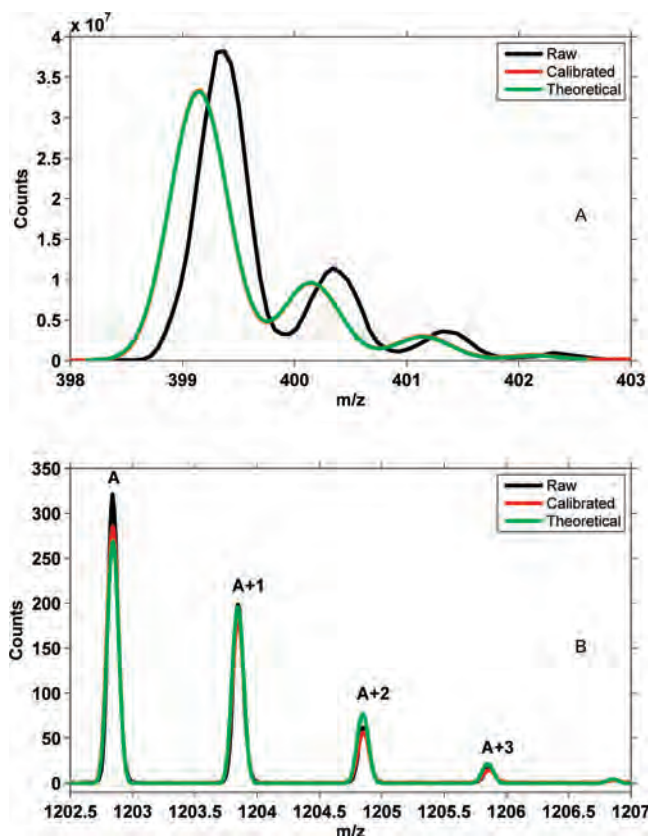 x 10⁷
4
3.5
3
2.5
2
1.5
1
0.5
0
Counts
Raw
Calibrated
Theoretical
A
398 399 400 401 402 403
m/z
350
300
250
200
150
100
50
0
Counts
A
A+1
A+2
A+3
Raw
Calibrated
Theoretical
B
1202.5 1203 1203.5 1204 1204.5 1205 1205.5 1206 1206.5 1207
m/z